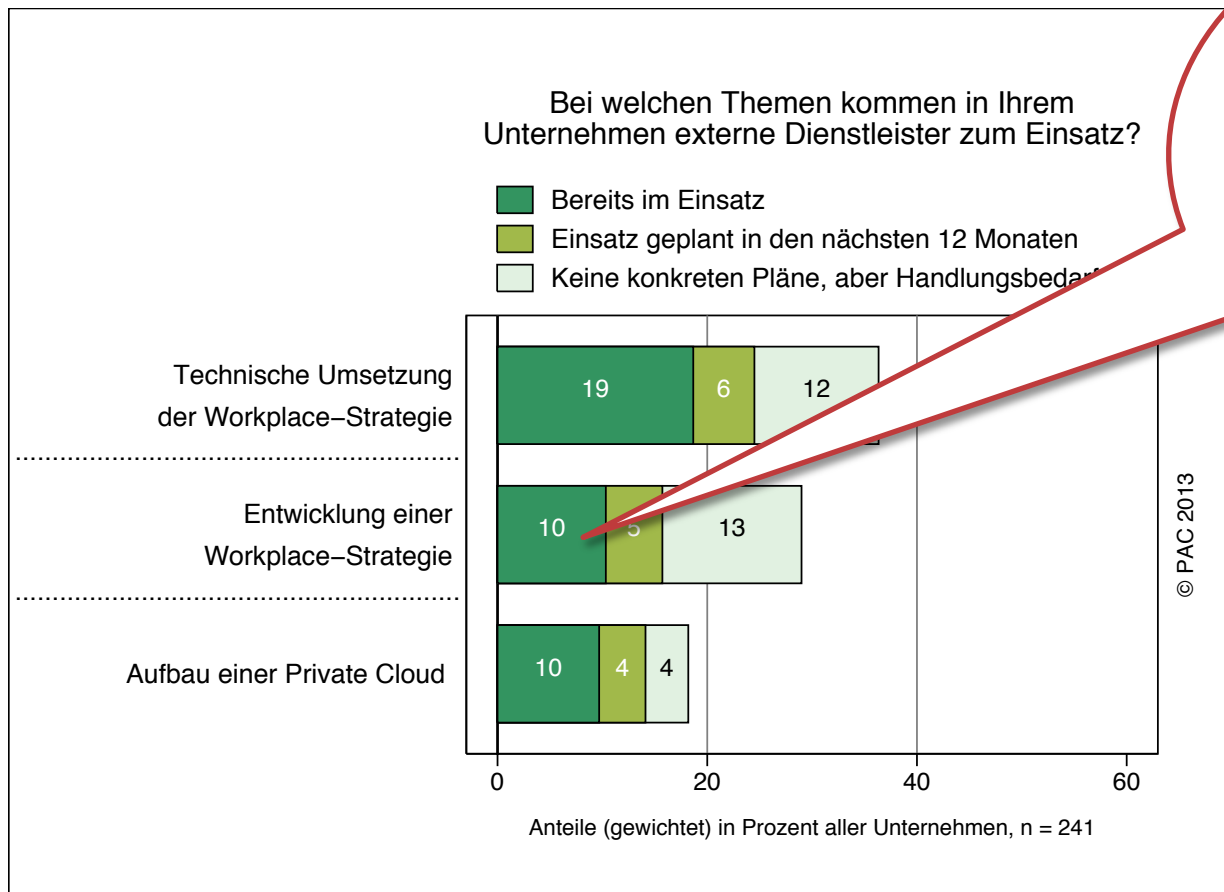 Bei welchen Themen kommen in Ihrem
Unternehmen externe Dienstleister zum Einsatz?
Bereits im Einsatz
Einsatz geplant in den nächsten 12 Monaten
Keine konkreten Pläne, aber Handlungsbedarf
Technische Umsetzung
der Workplace–Strategie
19 6 12
Entwicklung einer
Workplace–Strategie
10 5 13
Aufbau einer Private Cloud
10 4 4
0 20 40 60
Anteile (gewichtet) in Prozent aller Unternehmen, n = 241
© PAC 2013